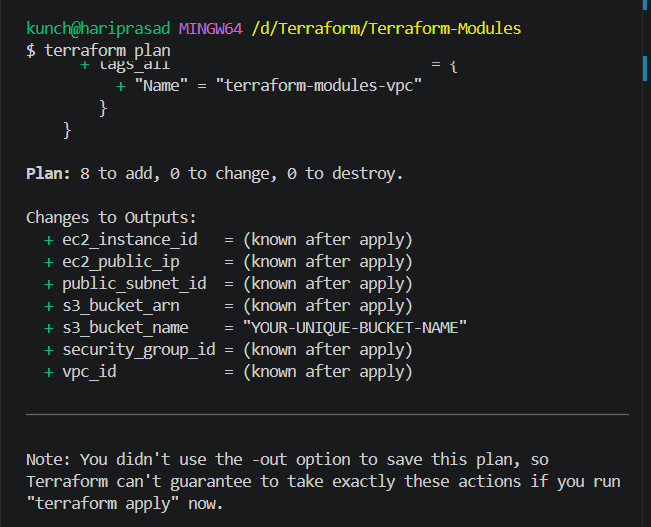 kunch@hariprasad MINGW64 /d/Terraform/Terraform-Modules
$ terraform plan
+ tags_all = {
+ "Name" = "terraform-modules-vpc"
}
}
Plan: 8 to add, 0 to change, 0 to destroy.
Changes to Outputs:
+ ec2_instance_id = (known after apply)
+ ec2_public_ip = (known after apply)
+ public_subnet_id = (known after apply)
+ s3_bucket_arn = (known after apply)
+ s3_bucket_name = "YOUR-UNIQUE-BUCKET-NAME"
+ security_group_id = (known after apply)
+ vpc_id = (known after apply)
Note: You didn't use the -out option to save this plan, so
Terraform can't guarantee to take exactly these actions if you run
"terraform apply" now.